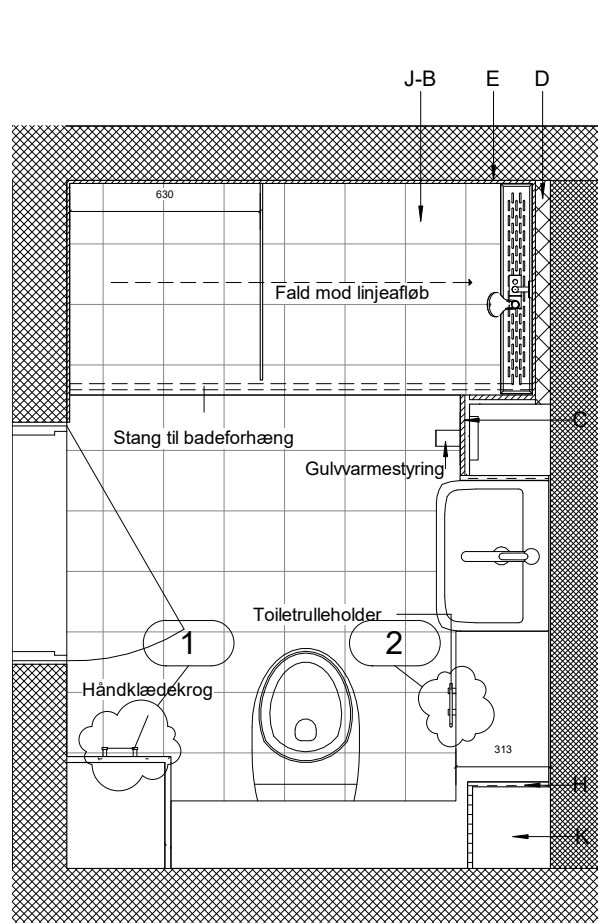 J-B
E
D
630
Fald mod linjeafløb
Stang til badeforhæng
C
Gulvvarmestyring
Toiletrulleholder
1
2
Håndklædekrog
313
H
K